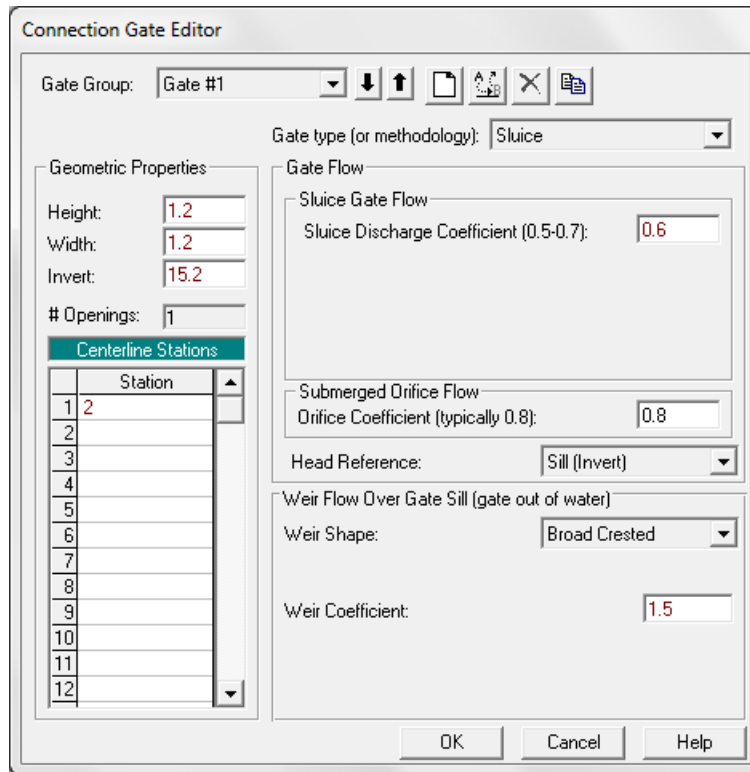 Connection Gate Editor
Gate Group: Gate #1
Gate type (or methodology): Sluice
Geometric Properties
Height: 1.2
Width: 1.2
Invert: 15.2
# Openings: 1
Centerline Stations
Station
1 2
2
3
4
5
6
7
8
9
10
11
12
Gate Flow
Sluice Gate Flow
Sluice Discharge Coefficient (0.5-0.7): 0.6
Submerged Orifice Flow
Orifice Coefficient (typically 0.8): 0.8
Head Reference: Sill (Invert)
Weir Flow Over Gate Sill (gate out of water)
Weir Shape: Broad Crested
Weir Coefficient: 1.5
OK Cancel Help